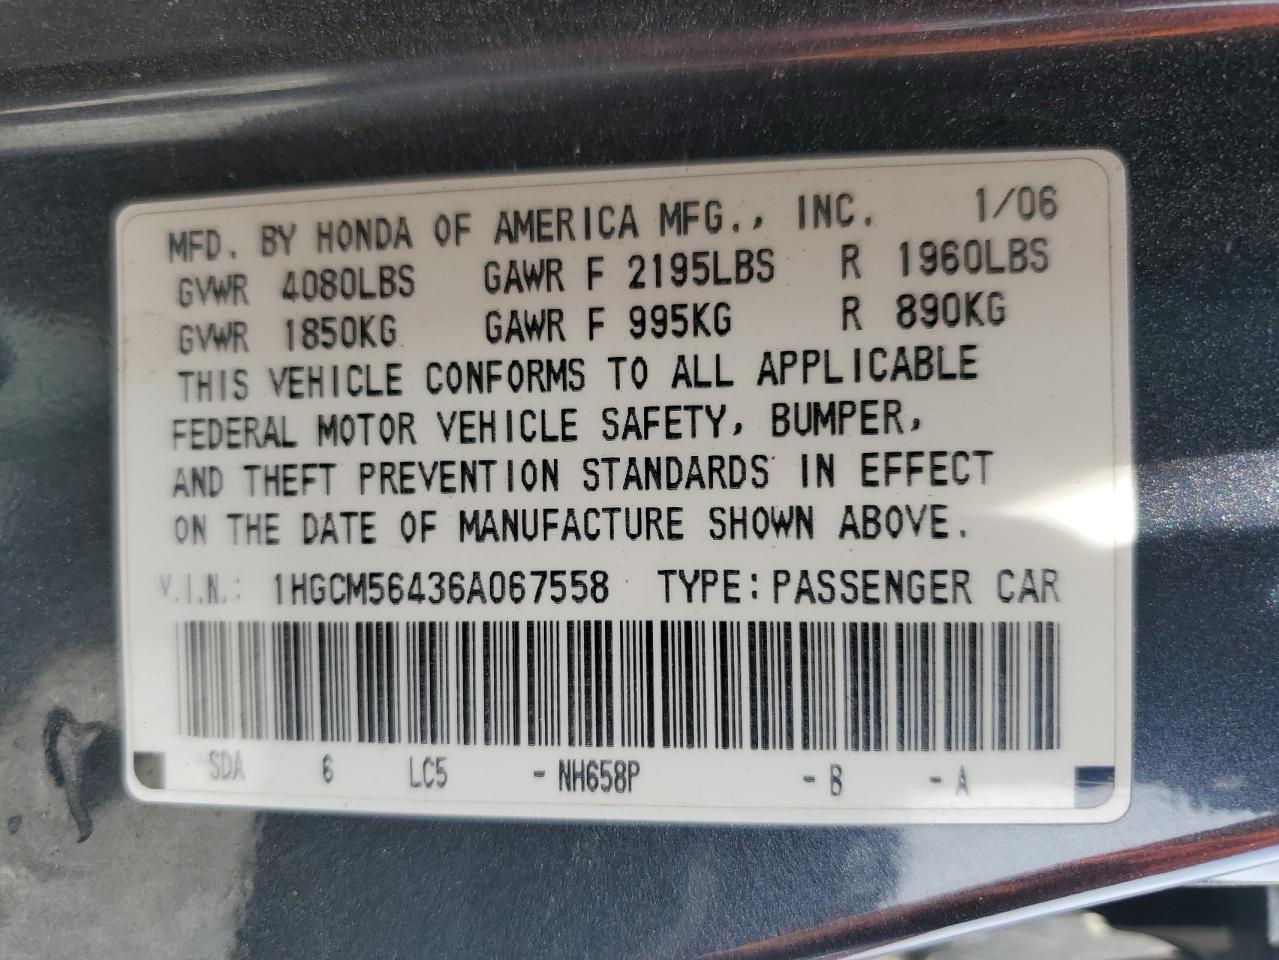 MFD. BY HONDA OF AMERICA MFG., INC. 1/06
GVWR 4080LBS GAWR F 2195LBS R 1960LBS
GVWR 1850KG GAWR F 995KG R 890KG
THIS VEHICLE CONFORMS TO ALL APPLICABLE
FEDERAL MOTOR VEHICLE SAFETY, BUMPER,
AND THEFT PREVENTION STANDARDS IN EFFECT
ON THE DATE OF MANUFACTURE SHOWN ABOVE.
V.I.N.: 1HGCM56436A067558 TYPE: PASSENGER CAR
SDA 6 LC5 - NH658P - B - A